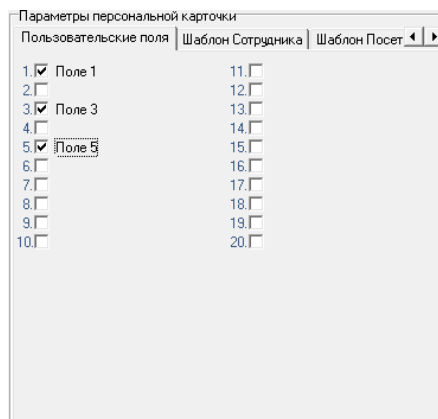 Параметры персональной карточки
Пользовательские поля Шаблон Сотрудника Шаблон Посет
1. Поле 1 11.
2. 12.
3. Поле 3 13.
4. 14.
5. Поле 5 15.
6. 16.
7. 17.
8. 18.
9. 19.
10. 20.